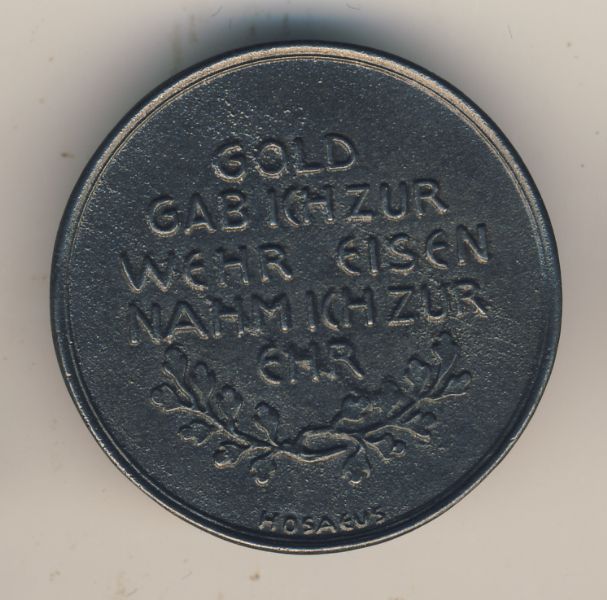 GOLD
GAB ICH ZUR
WEHR EISEN
NAHM ICH ZUR
EHR
HOSAEUS